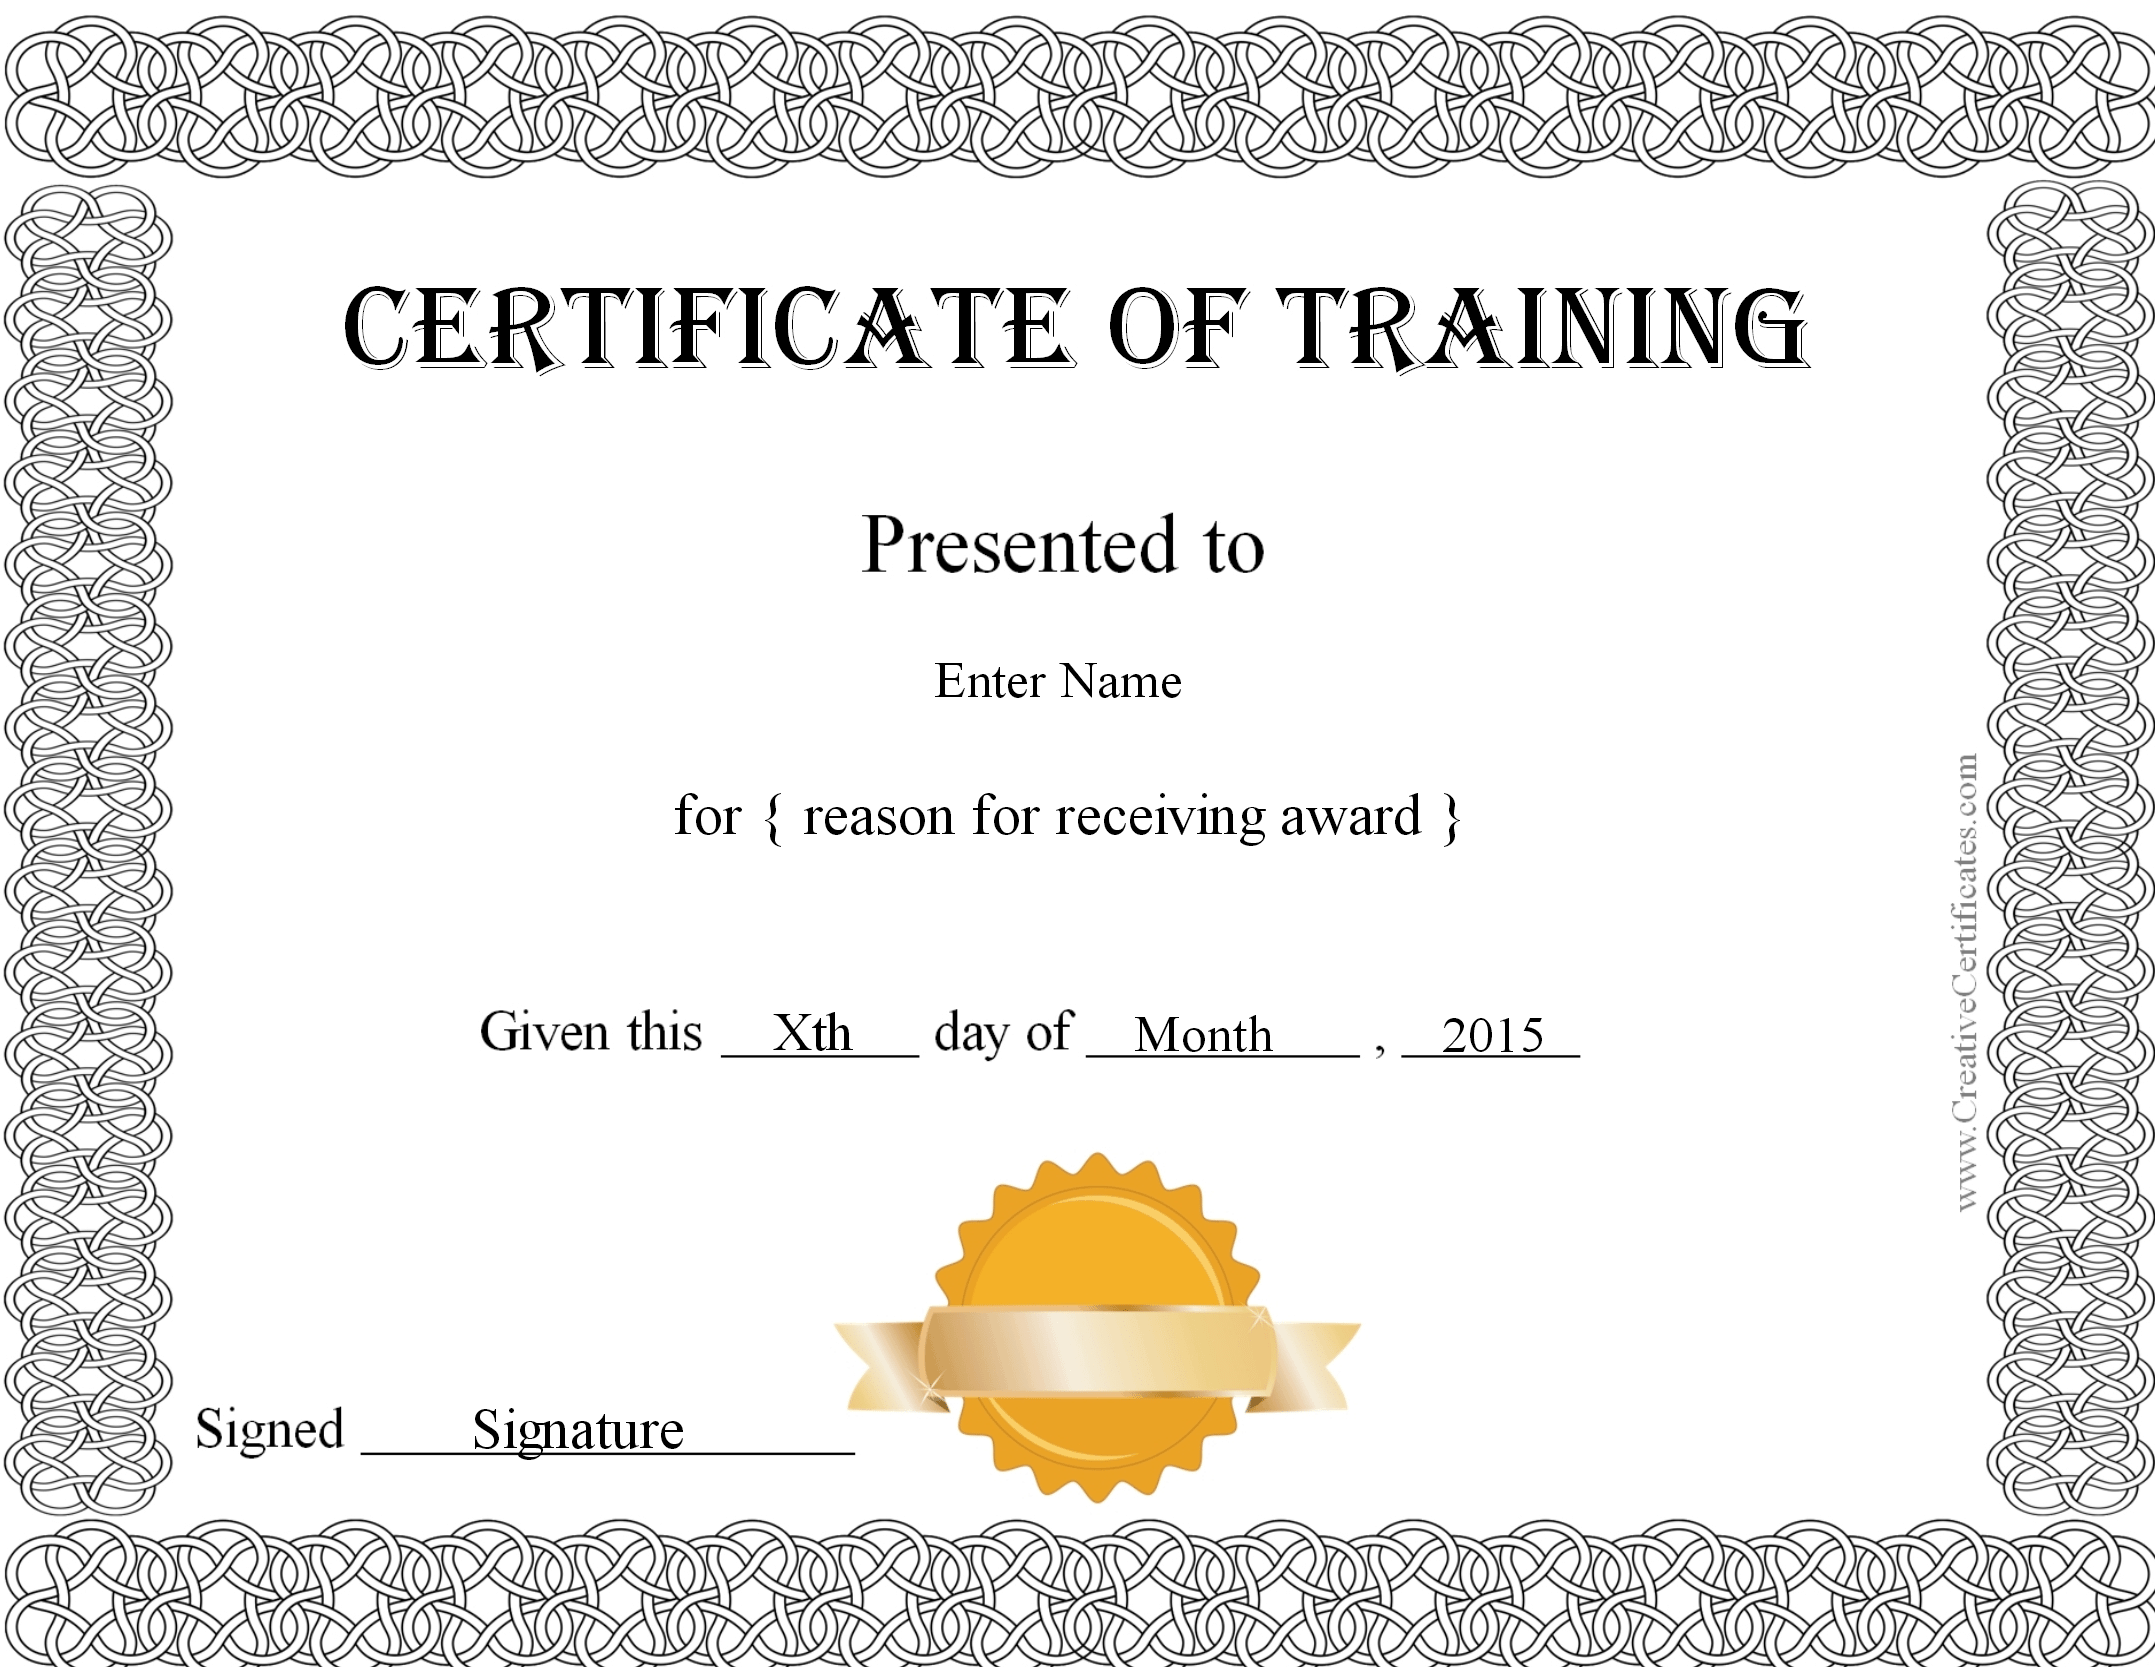 CERTIFICATE OF TRAINING
Presented to
Enter Name
for { reason for receiving award }
Given this Xth day of Month , 2015
Signed Signature
www.CreativeCertificates.com